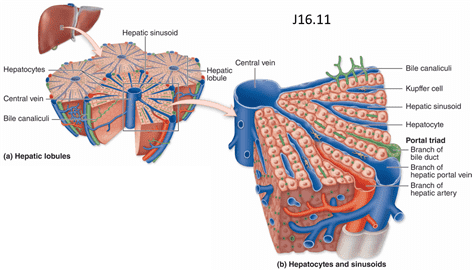 J16.11
Hepatic sinusoid
Hepatocytes
Hepatic
lobule
Central vein
Bile canaliculi
(a) Hepatic lobules
Central vein
Bile canaliculi
Kupffer cell
Hepatic sinusoid
Hepatocyte
Portal triad
Branch of
bile duct
Branch of
hepatic portal vein
Branch of
hepatic artery
(b) Hepatocytes and sinusoids